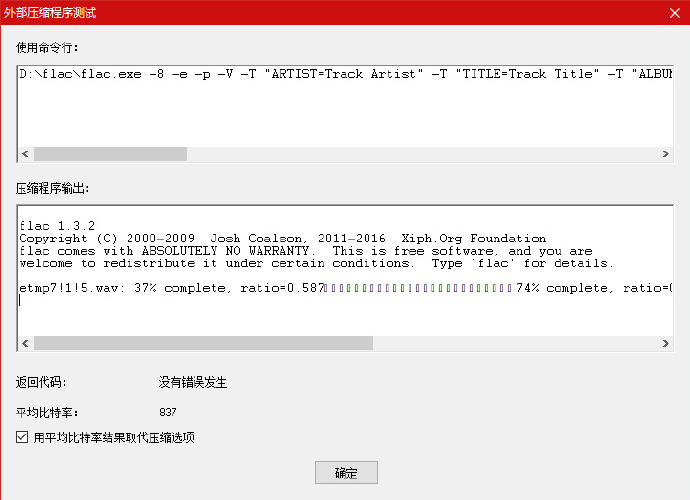 外部压缩程序测试
使用命令行：
D:\flac\flac.exe -8 -e -p -V -T "ARTIST=Track Artist" -T "TITLE=Track Title" -T "ALBUM
压缩程序输出：
flac 1.3.2
Copyright (C) 2000-2009  Josh Coalson, 2011-2016  Xiph.Org Foundation
flac comes with ABSOLUTELY NO WARRANTY.  This is free software, and you are
welcome to redistribute it under certain conditions.  Type `flac' for details.
etmp7!1!5.wav: 37% complete, ratio=0.587 74% complete, ratio=0
返回代码： 没有错误发生
平均比特率： 837
用平均比特率结果取代压缩选项
确定